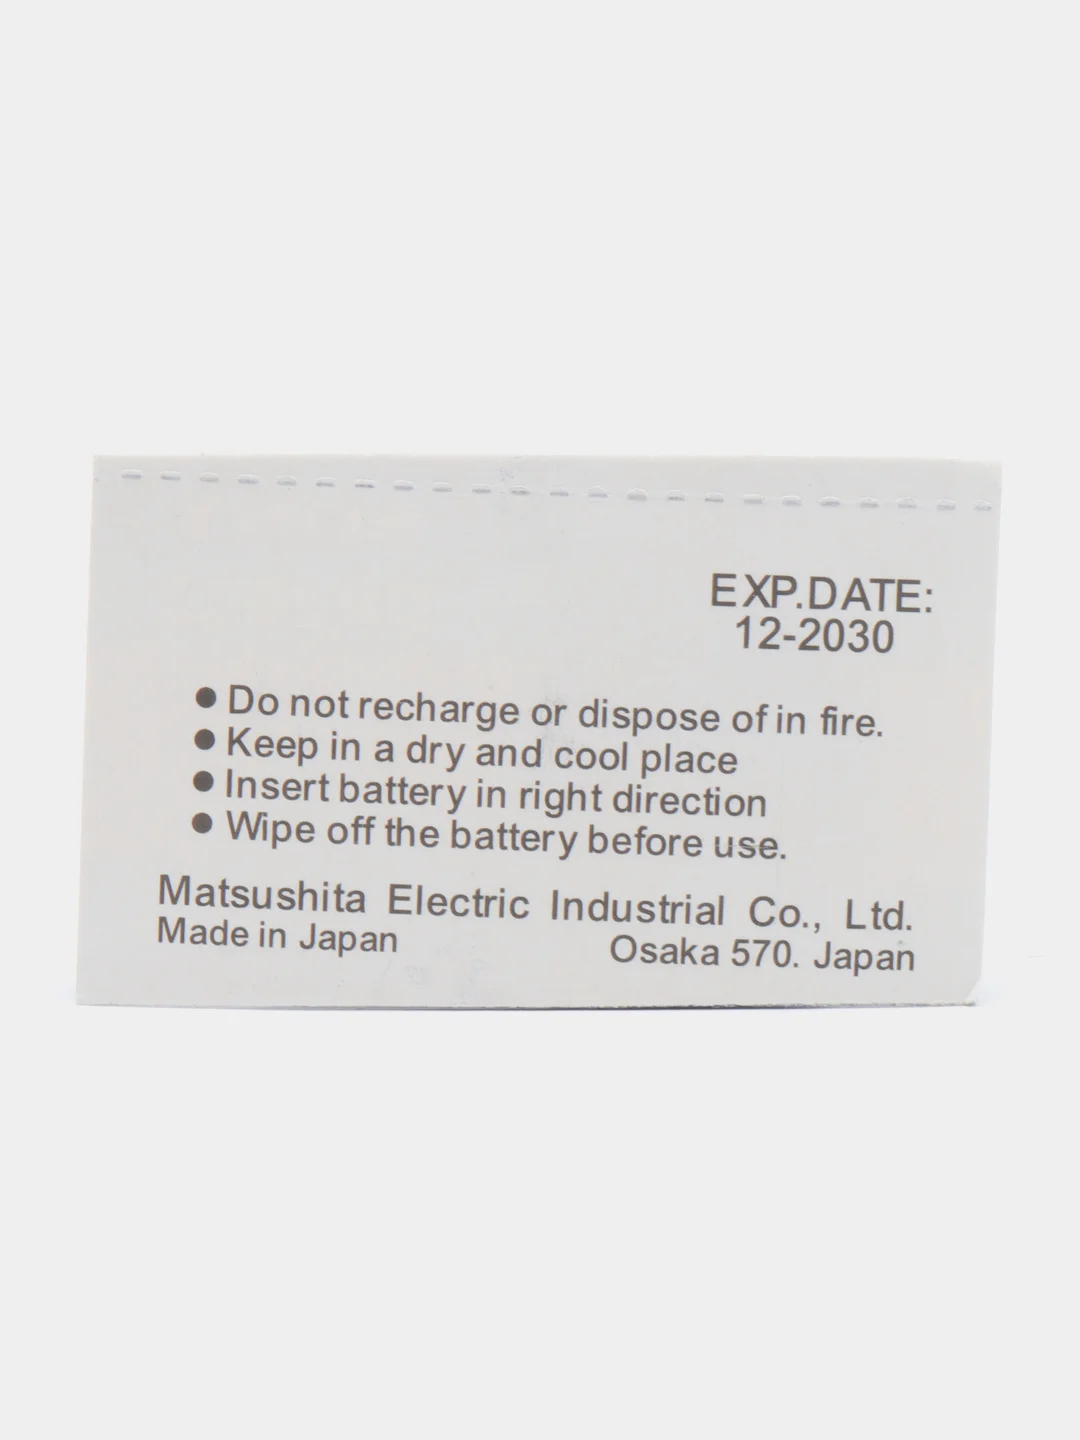 EXP.DATE:
12-2030
● Do not recharge or dispose of in fire.
● Keep in a dry and cool place
● Insert battery in right direction
● Wipe off the battery before use.
Matsushita Electric Industrial Co., Ltd.
Made in Japan Osaka 570. Japan